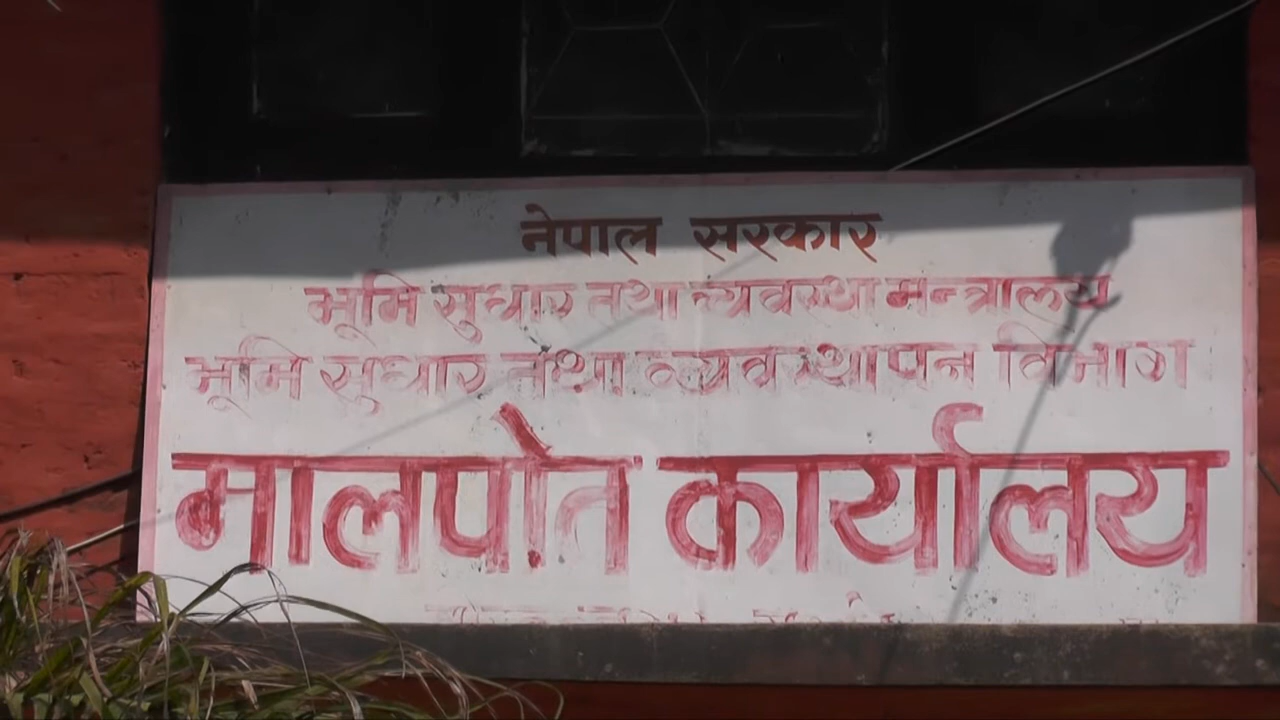 नेपाल सरकार
भूमि सुधार तथा व्यवस्था मन्त्रालय
भूमि सुधार तथा व्यवस्थापन विभाग
मालपोत कार्यालय